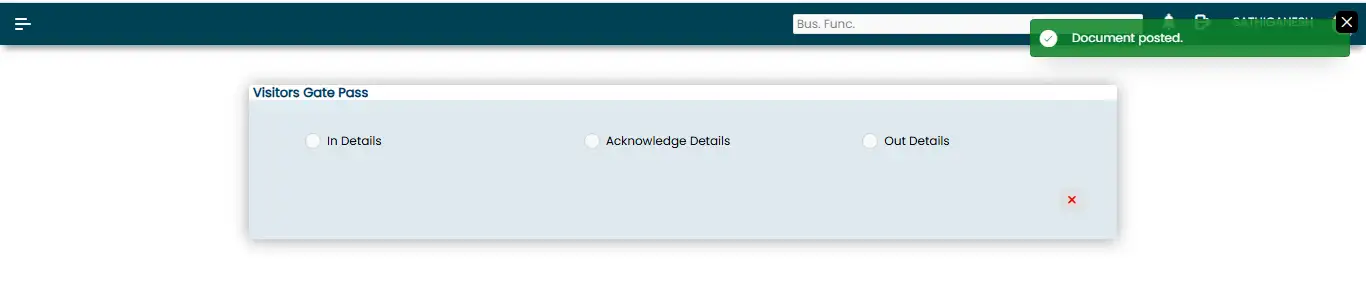 Bus. Func.
SATHIGANESH
Document posted.
Visitors Gate Pass
In Details
Acknowledge Details
Out Details